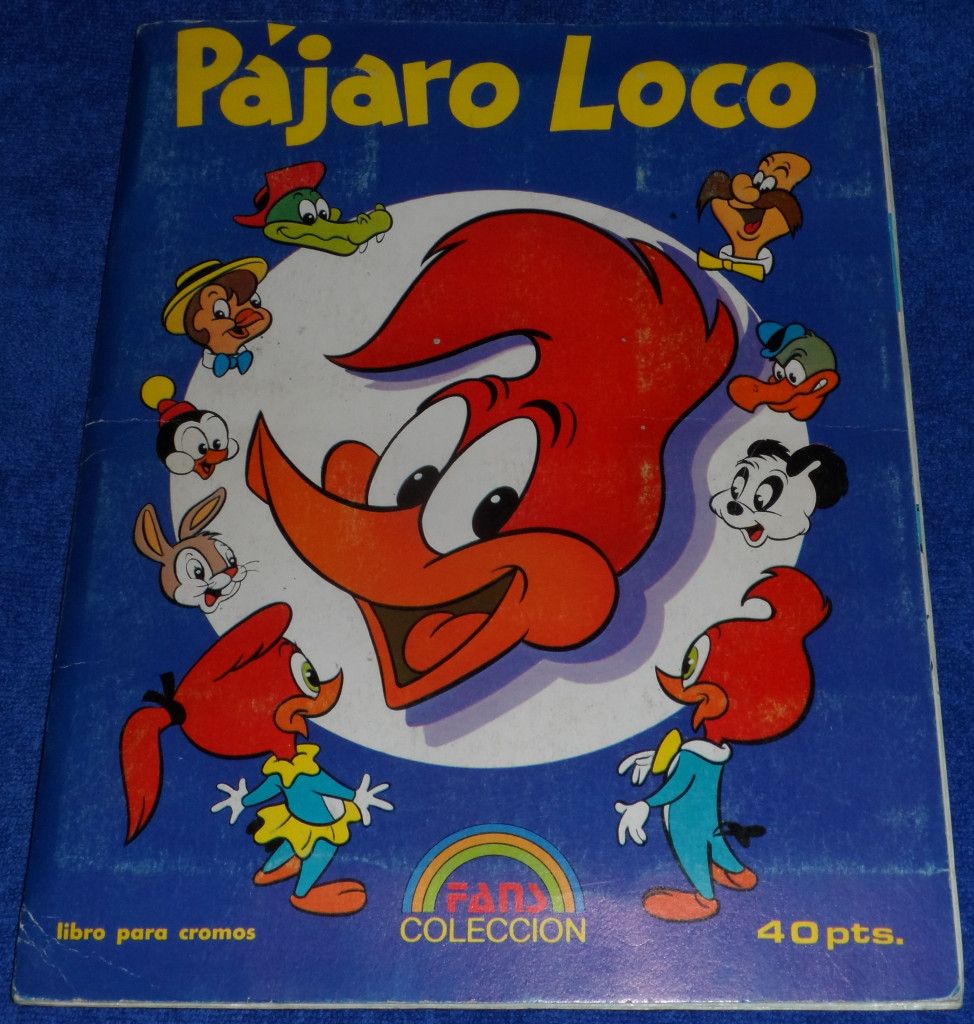 Pájaro Loco
FANS
COLECCION
libro para cromos
40 pts.